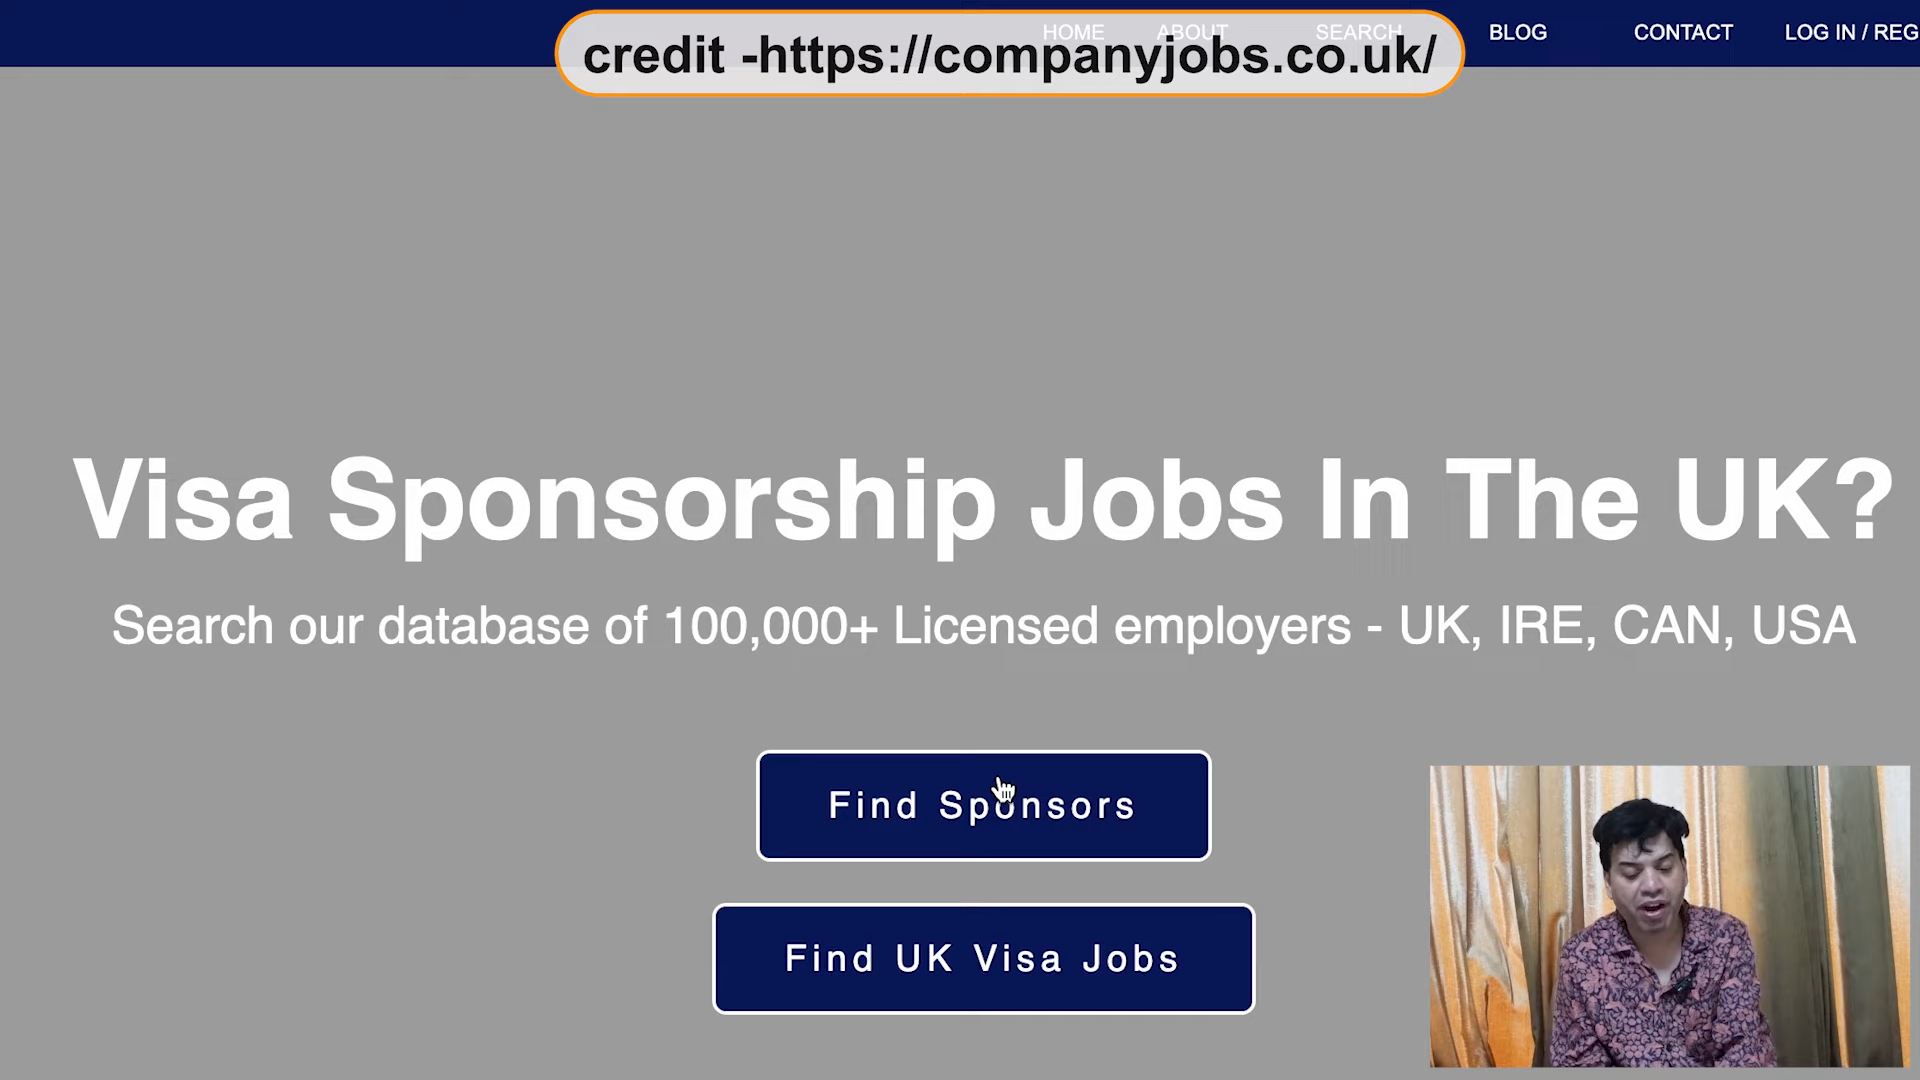 HOME ABOUT SEARCH BLOG CONTACT LOG IN / REG
credit -https://companyjobs.co.uk/
Visa Sponsorship Jobs In The UK?
Search our database of 100,000+ Licensed employers - UK, IRE, CAN, USA
Find Sponsors
Find UK Visa Jobs